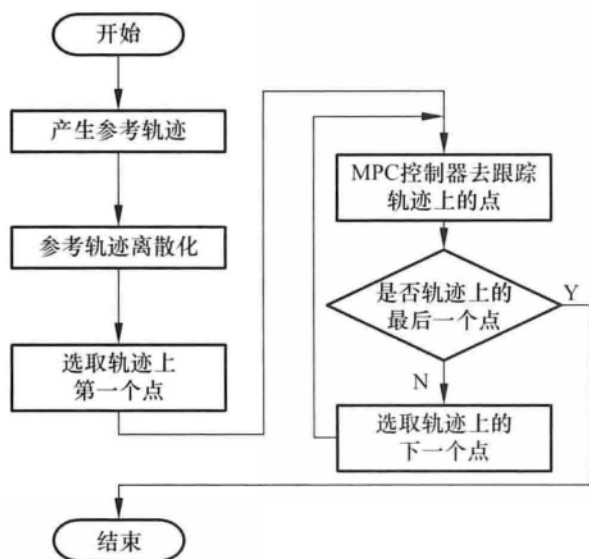 开始
产生参考轨迹
参考轨迹离散化
选取轨迹上
第一个点
MPC控制器去跟踪
轨迹上的点
是否轨迹上的
最后一个点
Y
N
选取轨迹上的
下一个点
结束